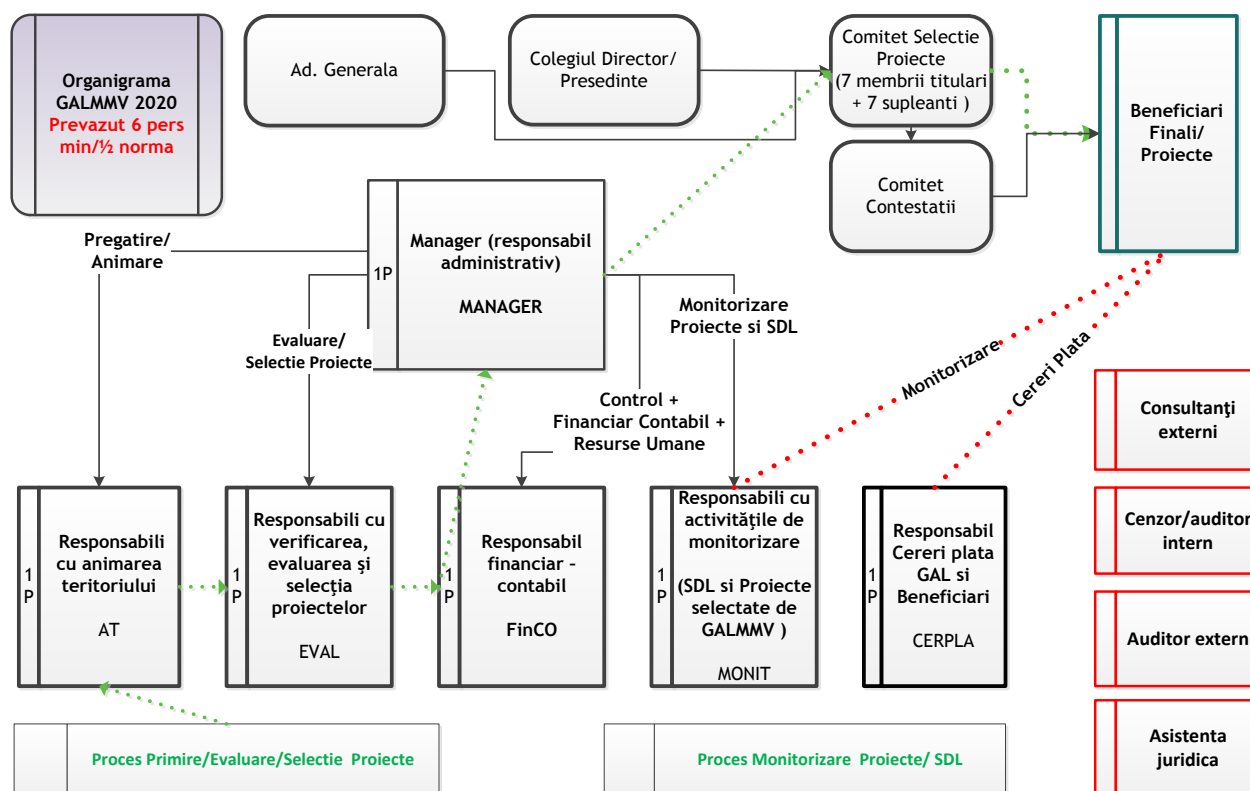 Organigrama
GALMMV 2020
Prevazut 6 pers
min/½ norma
Ad. Generala
Colegiul Director/
Presedinte
Comitet Selectie
Proiecte
(7 membrii titulari
+ 7 supleanti )
Comitet
Contestatii
Beneficiari
Finali/
Proiecte
Pregatire/
Animare
1P
Manager (responsabil
administrativ)
MANAGER
Evaluare/
Selectie Proiecte
Monitorizare
Proiecte si SDL
Control +
Financiar Contabil +
Resurse Umane
Monitorizare
Cereri Plata
Consultanţi
externi
Cenzor/auditor
intern
Auditor extern
Asistenta
juridica
1
P
Responsabili
cu animarea
teritoriului
AT
1
P
Responsabili cu
verificarea,
evaluarea şi
selecţia
proiectelor
EVAL
1
P
Responsabil
financiar -
contabil
FinCO
1
P
Responsabili cu
activităţile de
monitorizare
(SDL si Proiecte
selectate de
GALMMV )
MONIT
1
P
Responsabil
Cereri plata
GAL si
Beneficiari
CERPLA
Proces Primire/Evaluare/Selectie Proiecte
Proces Monitorizare Proiecte/ SDL